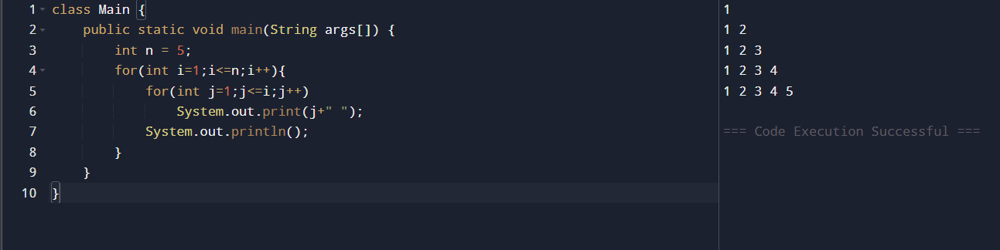 1 class Main {
2     public static void main(String args[]) {
3         int n = 5;
4         for(int i=1;i<=n;i++){
5             for(int j=1;j<=i;j++)
6                 System.out.print(j+" ");
7             System.out.println();
8         }
9     }
10 }
1
1 2
1 2 3
1 2 3 4
1 2 3 4 5
=== Code Execution Successful ===